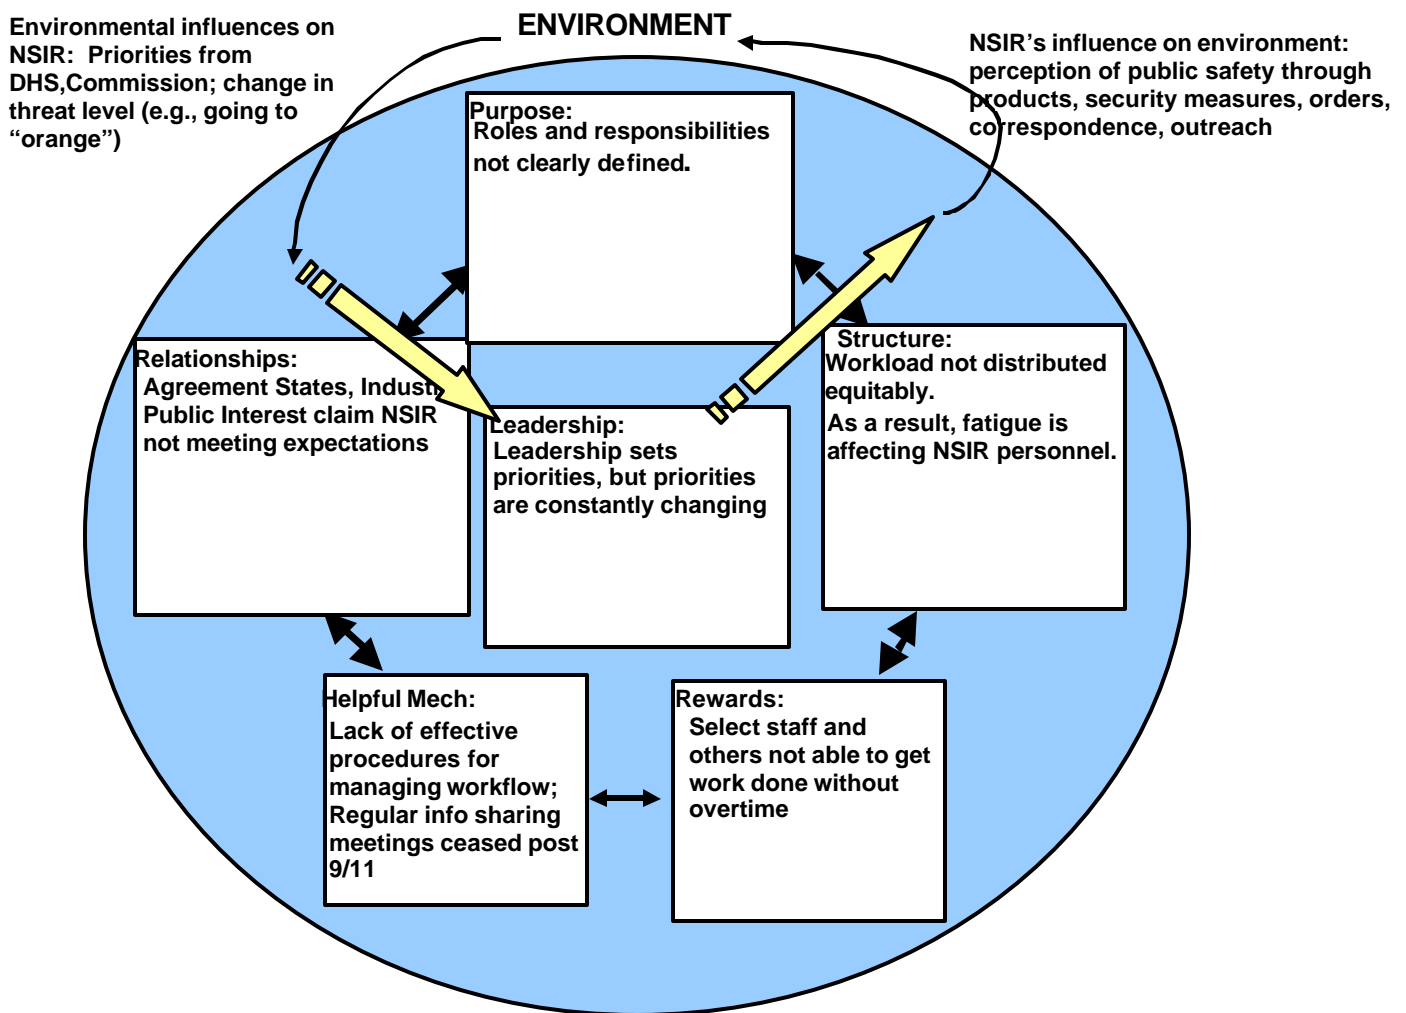 Environmental influences on
NSIR: Priorities from
DHS,Commission; change in
threat level (e.g., going to
“orange”)
ENVIRONMENT
NSIR’s influence on environment:
perception of public safety through
products, security measures, orders,
correspondence, outreach
Purpose:
Roles and responsibilities
not clearly defined.
Relationships:
Agreement States, Indust
Public Interest claim NSIR
not meeting expectations
Leadership:
Leadership sets
priorities, but priorities
are constantly changing
Structure:
Workload not distributed
equitably.
As a result, fatigue is
affecting NSIR personnel.
Helpful Mech:
Lack of effective
procedures for
managing workflow;
Regular info sharing
meetings ceased post
9/11
Rewards:
Select staff and
others not able to get
work done without
overtime